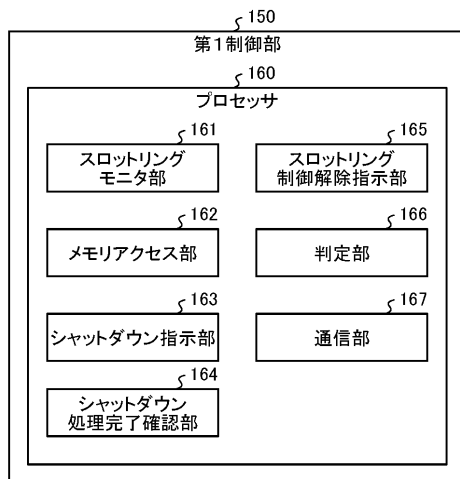 150
第1制御部
160
プロセッサ
161
スロットリング
モニタ部
162
メモリアクセス部
163
シャットダウン指示部
164
シャットダウン
処理完了確認部
165
スロットリング
制御解除指示部
166
判定部
167
通信部